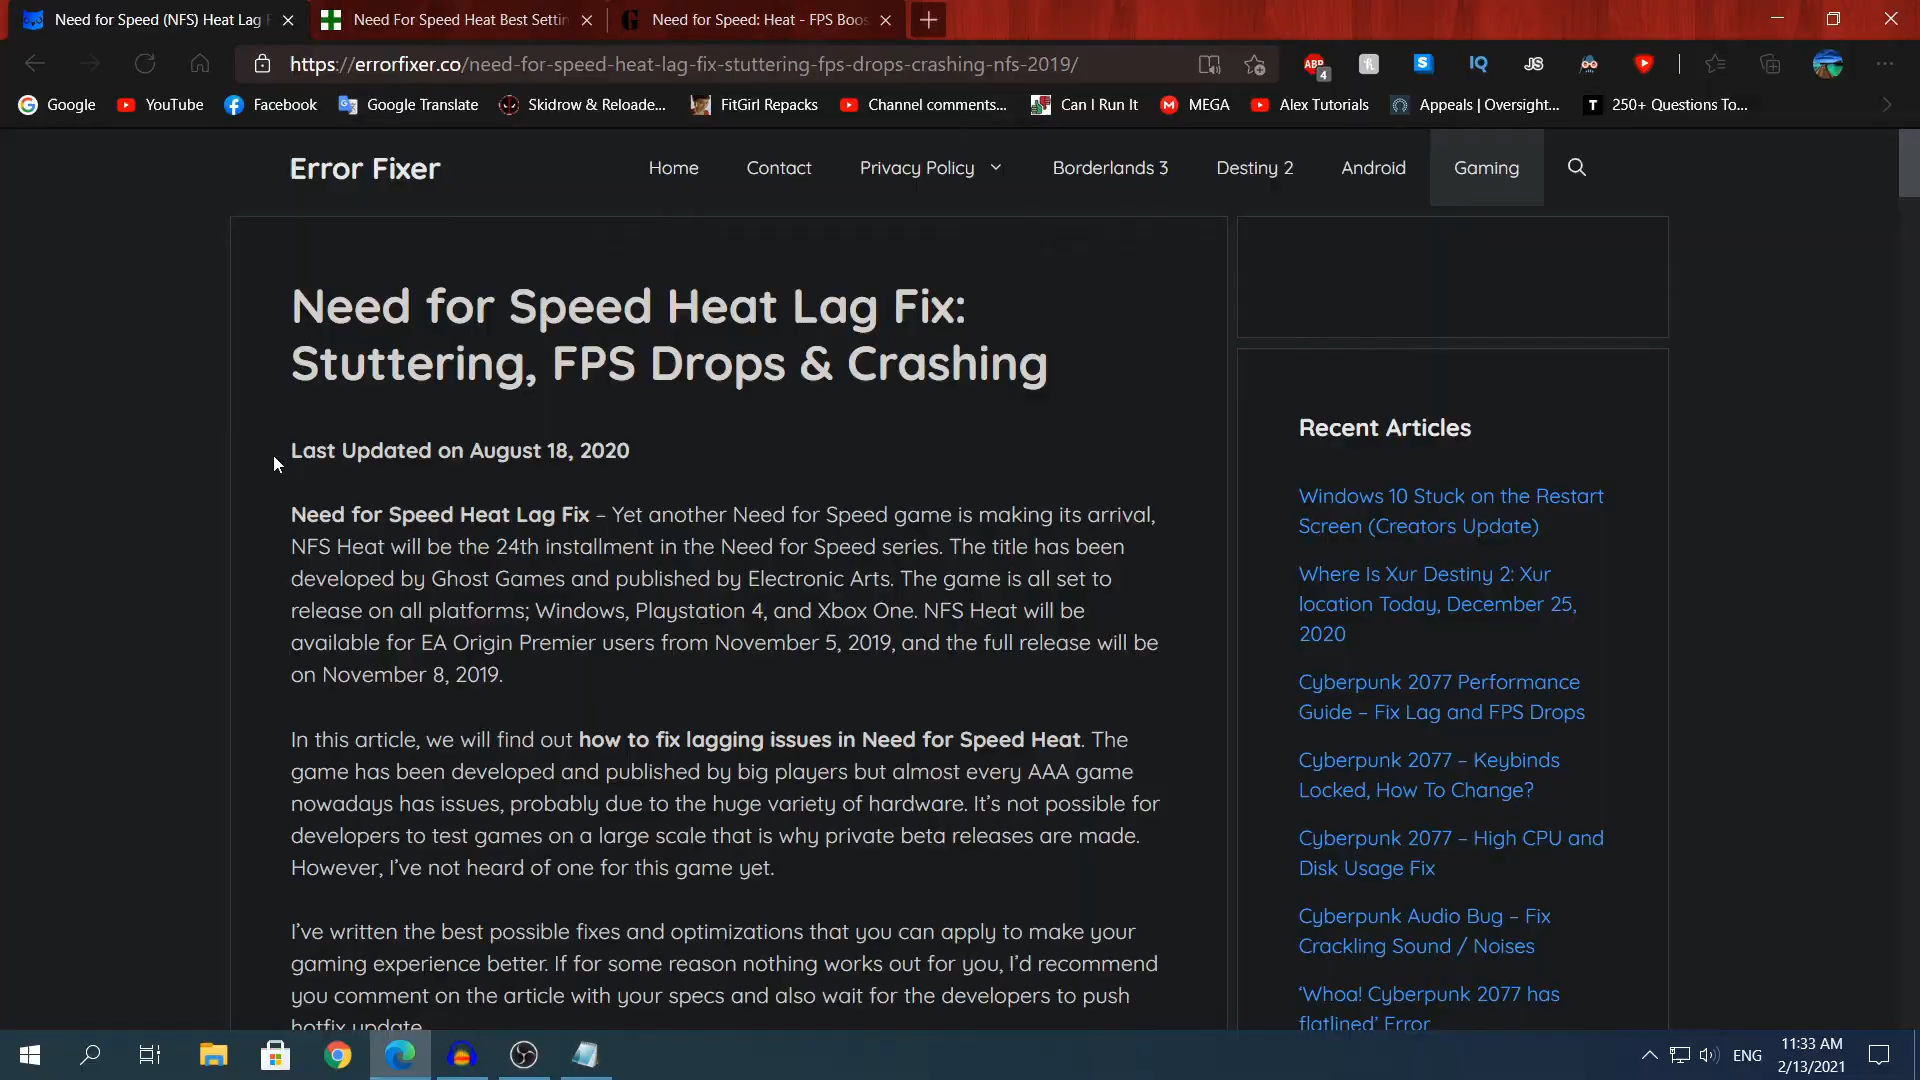 Need for Speed (NFS) Heat Lag
Need For Speed Heat Best Settin
Need for Speed: Heat - FPS Boos
https://errorfixer.co/need-for-speed-heat-lag-fix-stuttering-fps-drops-crashing-nfs-2019/
ABP
4
S
IQ
JS
Google
YouTube
Facebook
Google Translate
Skidrow & Reloade...
FitGirl Repacks
Channel comments...
Can I Run It
MEGA
Alex Tutorials
Appeals | Oversight...
T
250+ Questions To...
Error Fixer
Home
Contact
Privacy Policy
Borderlands 3
Destiny 2
Android
Gaming
Need for Speed Heat Lag Fix:
Stuttering, FPS Drops & Crashing
Last Updated on August 18, 2020
Need for Speed Heat Lag Fix – Yet another Need for Speed game is making its arrival,
NFS Heat will be the 24th installment in the Need for Speed series. The title has been
developed by Ghost Games and published by Electronic Arts. The game is all set to
release on all platforms; Windows, Playstation 4, and Xbox One. NFS Heat will be
available for EA Origin Premier users from November 5, 2019, and the full release will be
on November 8, 2019.
In this article, we will find out how to fix lagging issues in Need for Speed Heat. The
game has been developed and published by big players but almost every AAA game
nowadays has issues, probably due to the huge variety of hardware. It's not possible for
developers to test games on a large scale that is why private beta releases are made.
However, I've not heard of one for this game yet.
I've written the best possible fixes and optimizations that you can apply to make your
gaming experience better. If for some reason nothing works out for you, I'd recommend
you comment on the article with your specs and also wait for the developers to push
hotfix update.
Recent Articles
Windows 10 Stuck on the Restart
Screen (Creators Update)
Where Is Xur Destiny 2: Xur
location Today, December 25,
2020
Cyberpunk 2077 Performance
Guide – Fix Lag and FPS Drops
Cyberpunk 2077 – Keybinds
Locked, How To Change?
Cyberpunk 2077 – High CPU and
Disk Usage Fix
Cyberpunk Audio Bug – Fix
Crackling Sound / Noises
'Whoa! Cyberpunk 2077 has
flatlined' Error
ENG
11:33 AM
2/13/2021